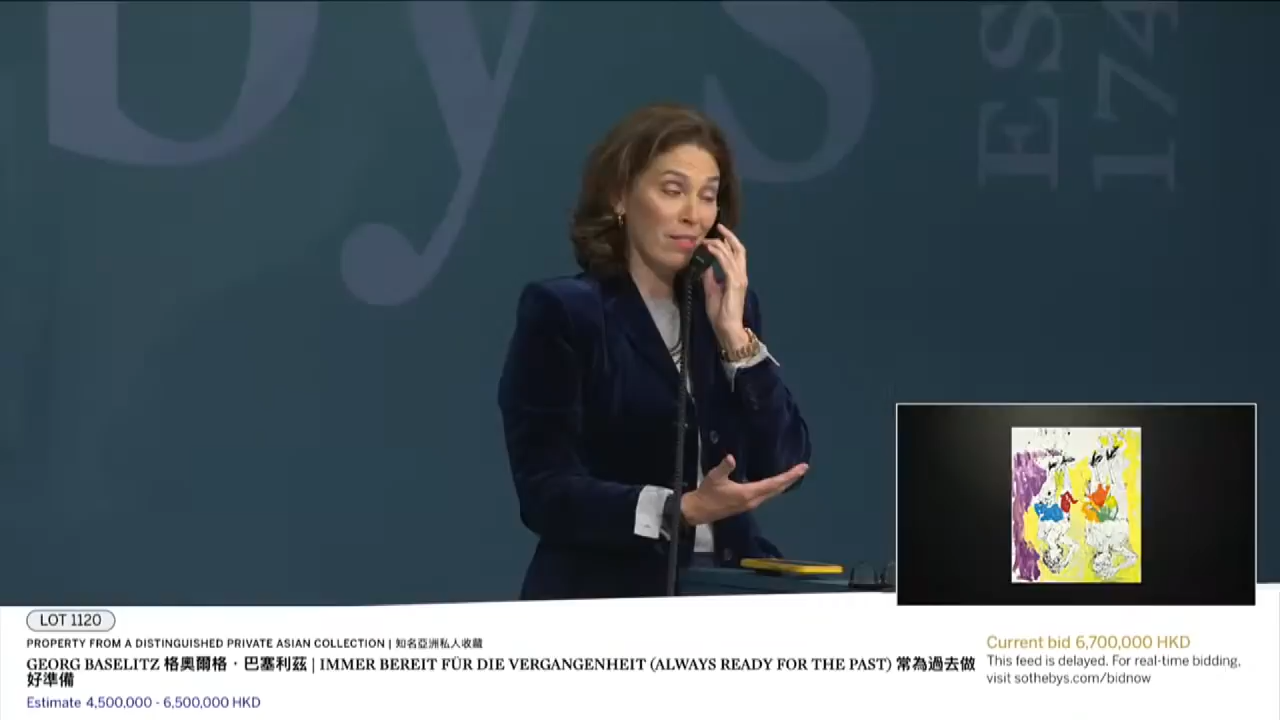 by's
ES
174
LOT 1120
PROPERTY FROM A DISTINGUISHED PRIVATE ASIAN COLLECTION | 知名亞洲私人收藏
GEORG BASELITZ 格奧爾格・巴塞利茲 | IMMER BEREIT FÜR DIE VERGANGENHEIT (ALWAYS READY FOR THE PAST) 常為過去做
好準備
Estimate 4,500,000 - 6,500,000 HKD
Current bid 6,700,000 HKD
This feed is delayed. For real-time bidding,
visit sothebys.com/bidnow